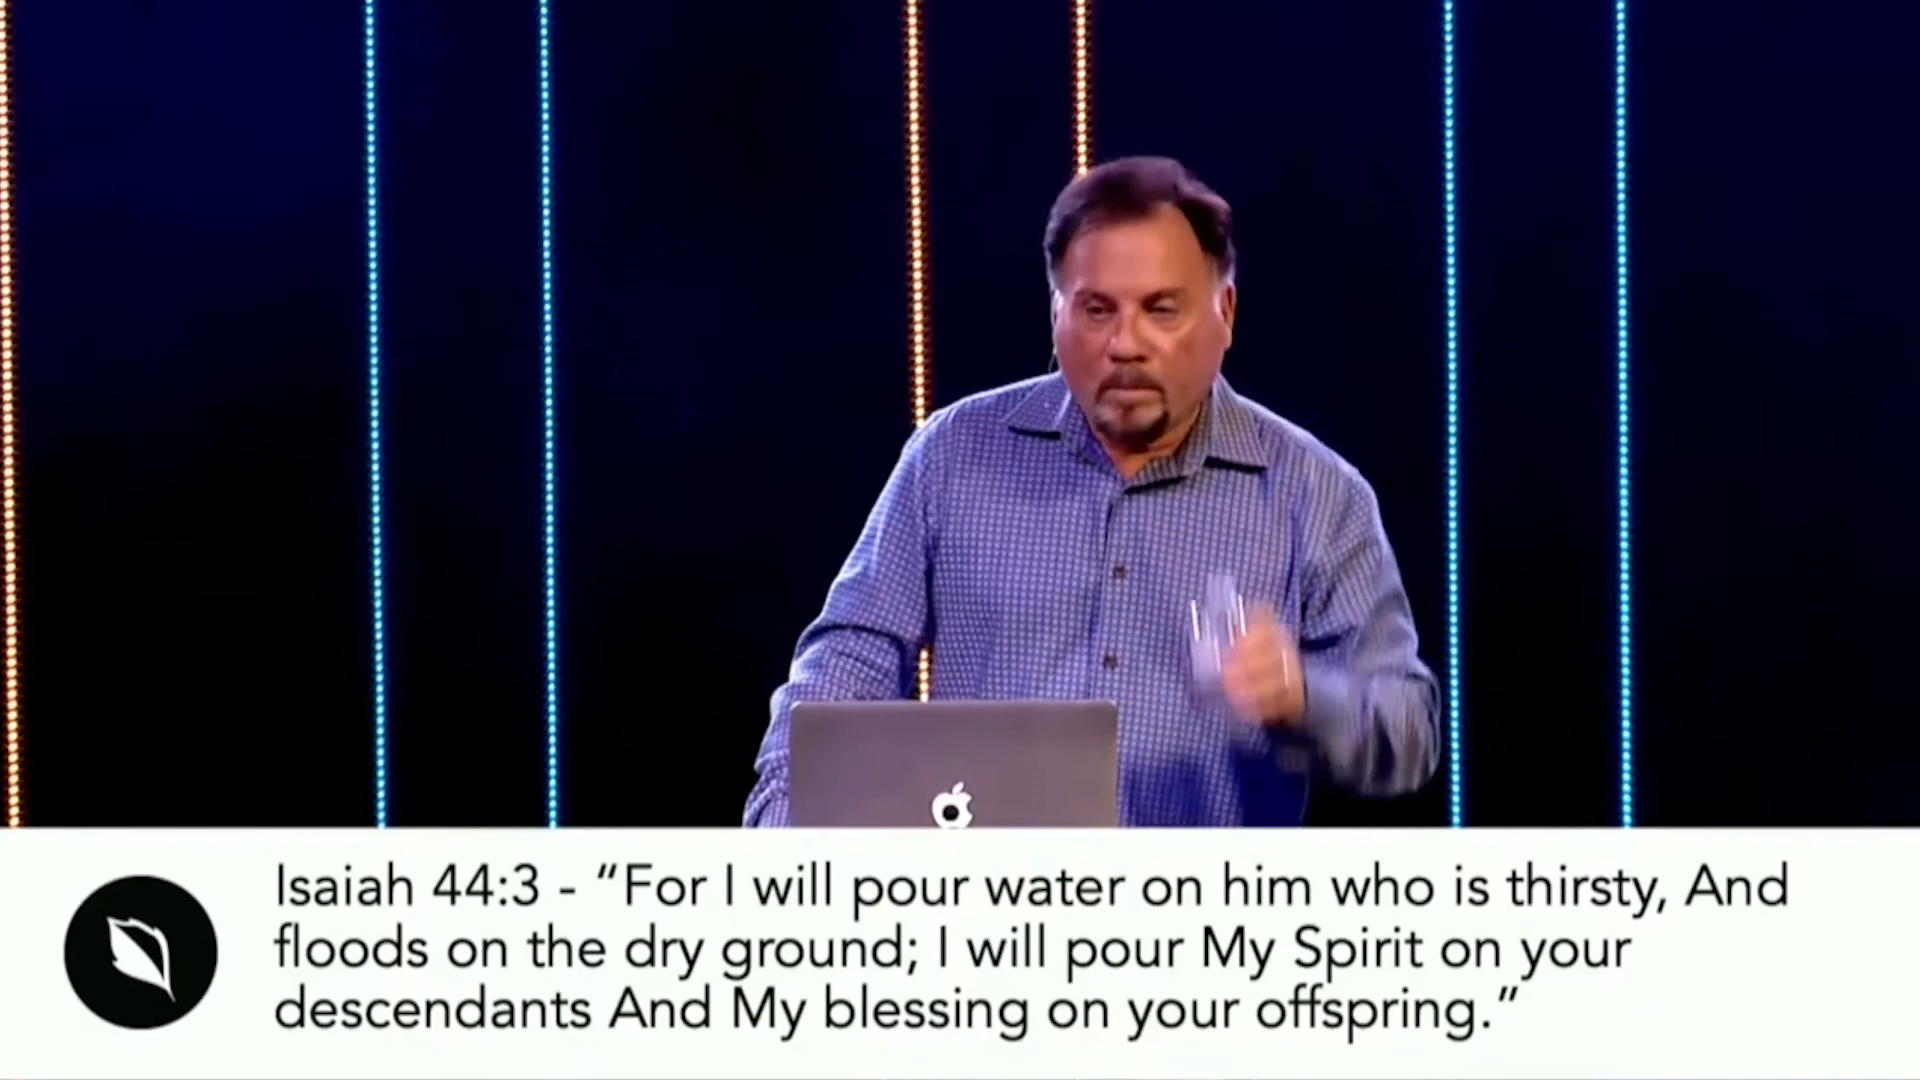 Isaiah 44:3 - “For I will pour water on him who is thirsty, And
floods on the dry ground; I will pour My Spirit on your
descendants And My blessing on your offspring.”